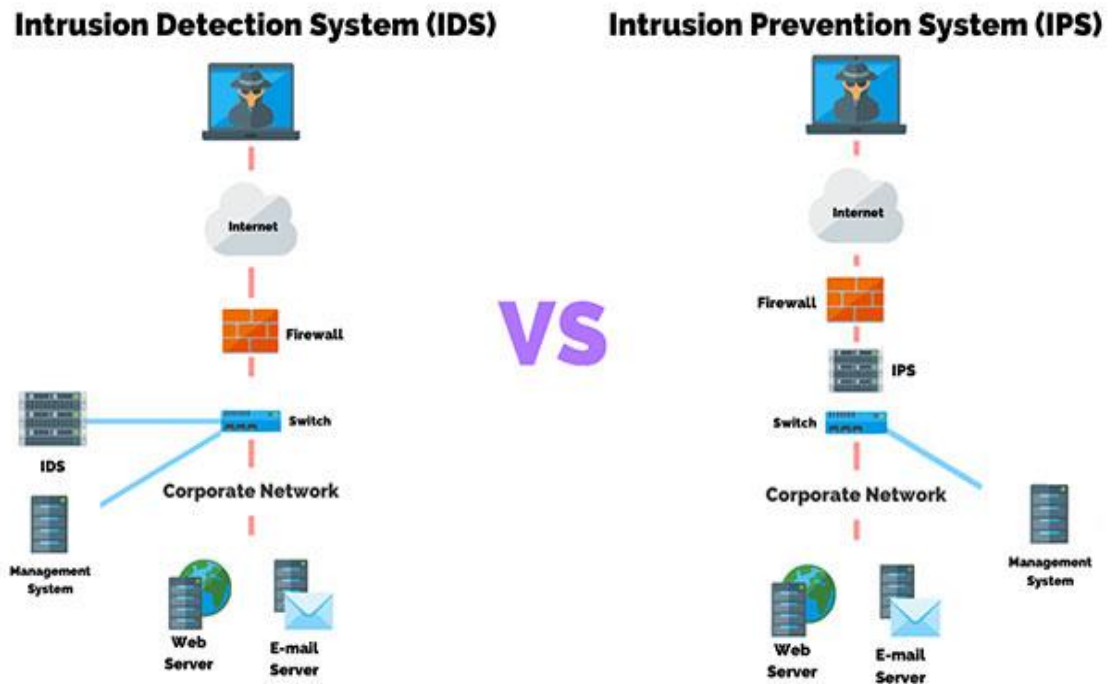 Intrusion Detection System (IDS)
Internet
Firewall
Switch
IDS
Corporate Network
Management
System
Web
Server
E-mail
Server
VS
Intrusion Prevention System (IPS)
Internet
Firewall
IPS
Switch
Corporate Network
Management
System
Web
Server
E-mail
Server